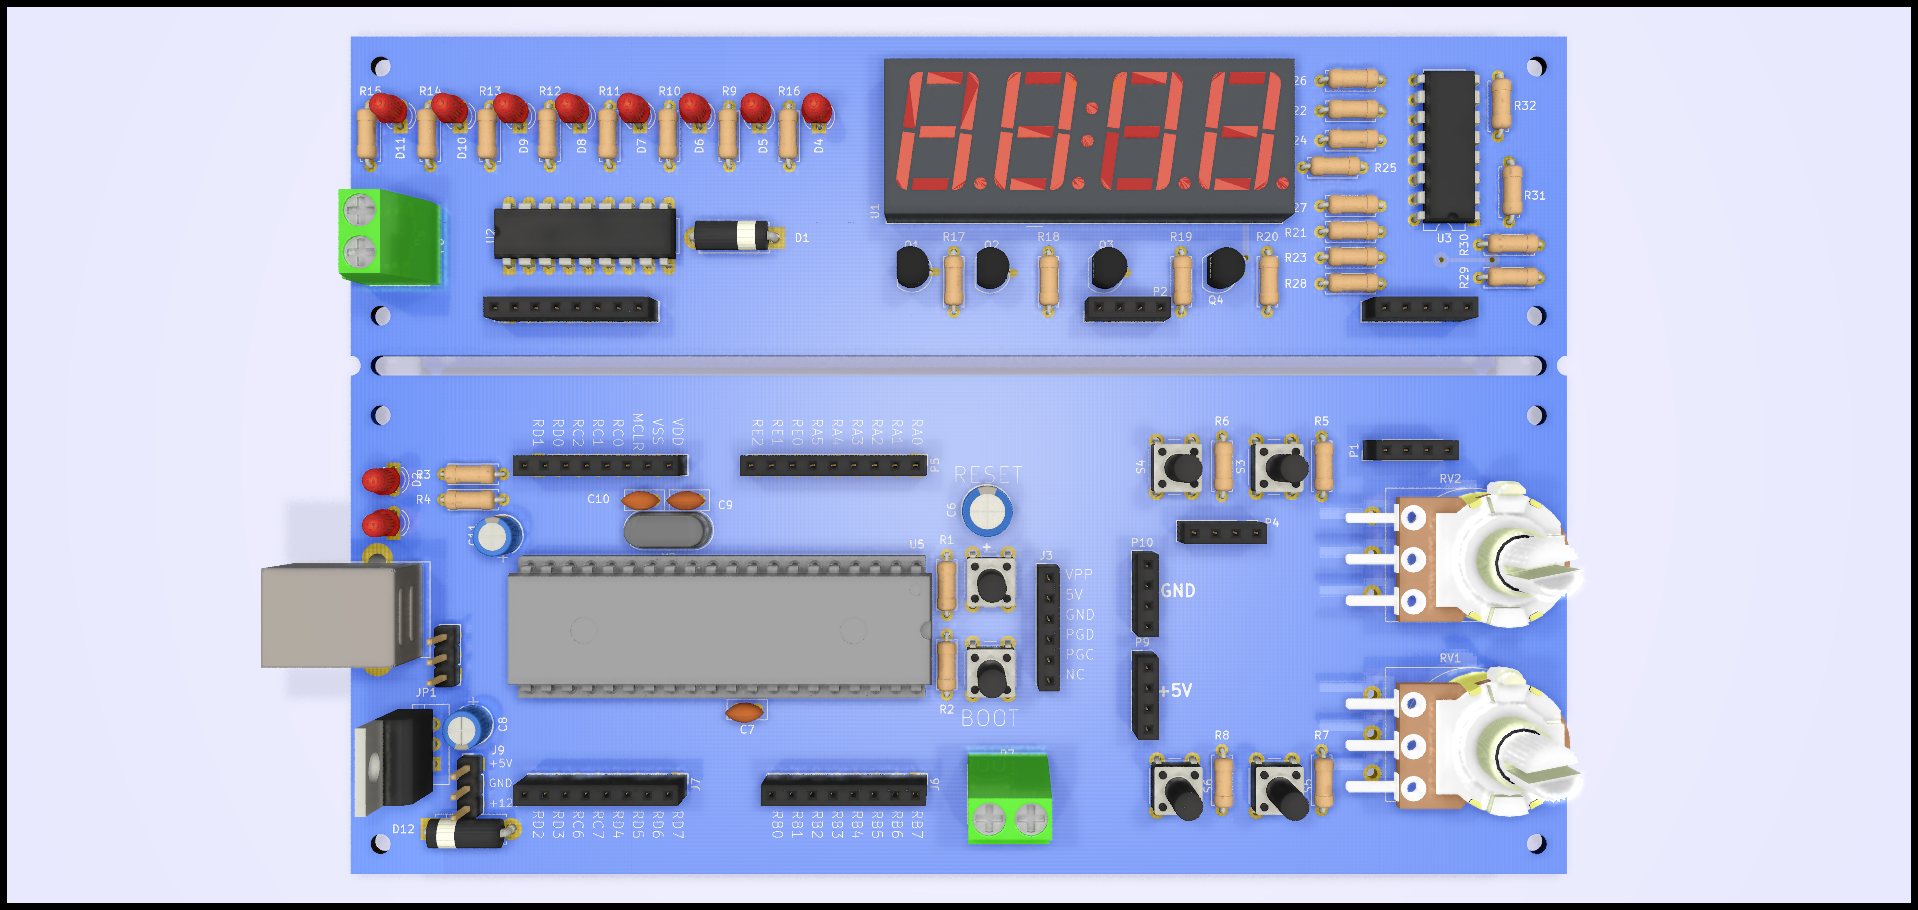 R15 R14 R13 R12 R11 R10 R9 R16
D11 D10 D9 D8 D7 D6 D5 D4
26
22
24
R25
R32
R31
27
R21
R23
R28
U3
R30
R29
U1
U2
D1
Q1 R17 Q2 R18 Q3 R19 R20
P2
Q4
RD1 RD0 RC2 RC1 RC0 MCLR VSS VDD
RE2 RE1 RE0 RA5 RA4 RA3 RA2 RA1 RA0
P5
R3
R4
C10
C9
C11
RESET
C6
+
U5
R1
R2
BOOT
J3
VPP
5V
GND
PGD
PGC
NC
S4
R6
S3
R5
P1
P4
P10
GND
P9
+5V
RV2
RV1
JP1
C8
J9
+5V
GND
+12
D12
C7
J7
RD2 RD3 RC6 RC7 RD4 RD5 RD6 RD7
J6
RB0 RB1 RB2 RB3 RB4 RB5 RB6 RB7
R8
R7